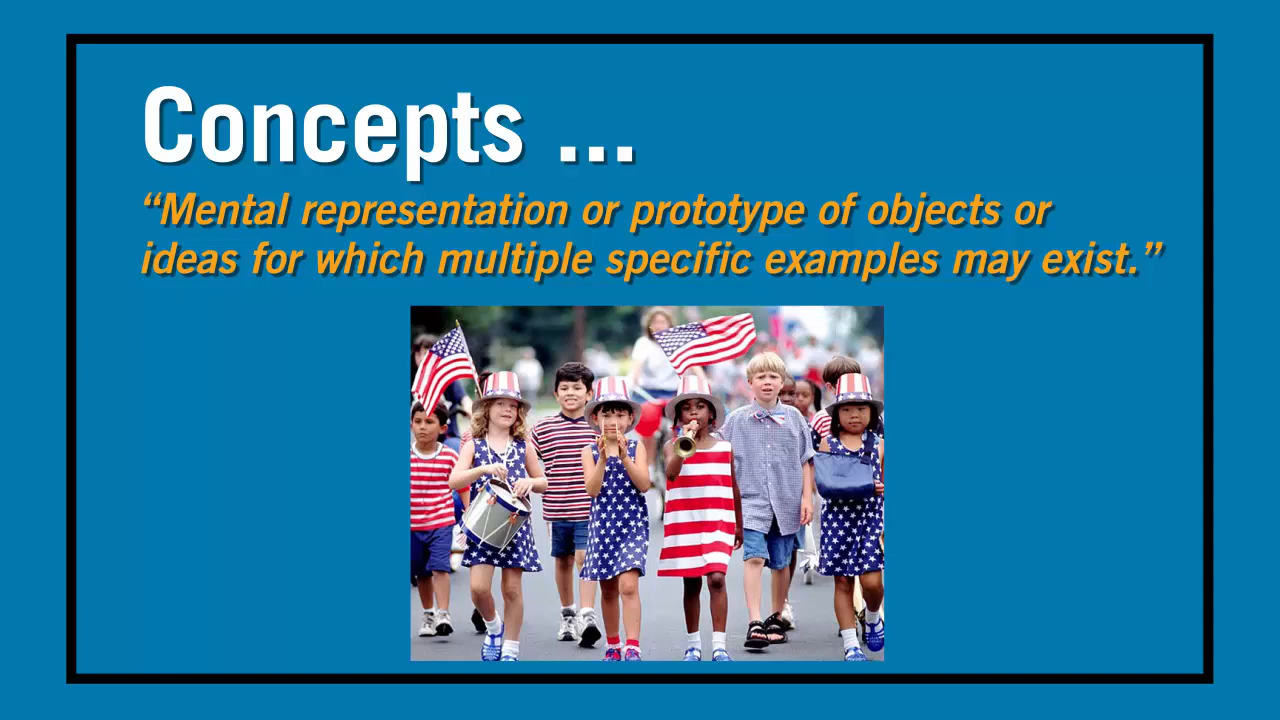 Concepts ...
“Mental representation or prototype of objects or
ideas for which multiple specific examples may exist.”